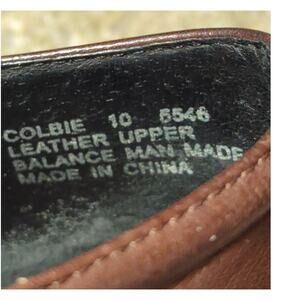 COLBIE 10 5546
LEATHER UPPER
BALANCE MAN MADE
MADE IN CHINA